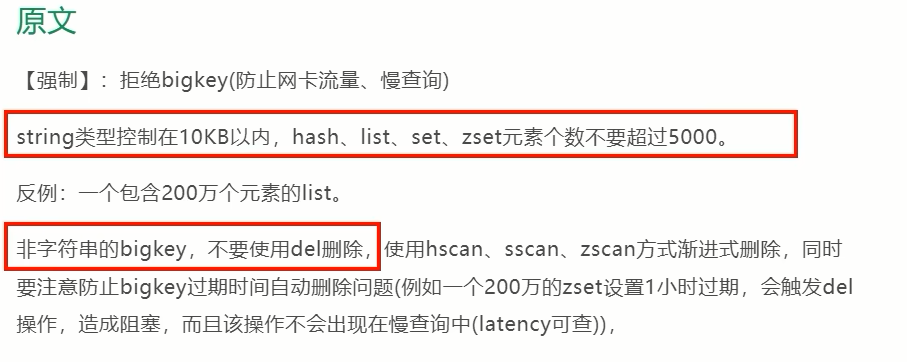 原文
【强制】：拒绝bigkey(防止网卡流量、慢查询)
string类型控制在10KB以内，hash、list、set、zset元素个数不要超过5000。
反例：一个包含200万个元素的list。
非字符串的bigkey，不要使用del删除，使用hscan、sscan、zscan方式渐进式删除，同时
要注意防止bigkey过期时间自动删除问题(例如一个200万的zset设置1小时过期，会触发del
操作，造成阻塞，而且该操作不会出现在慢查询中(latency可查))，